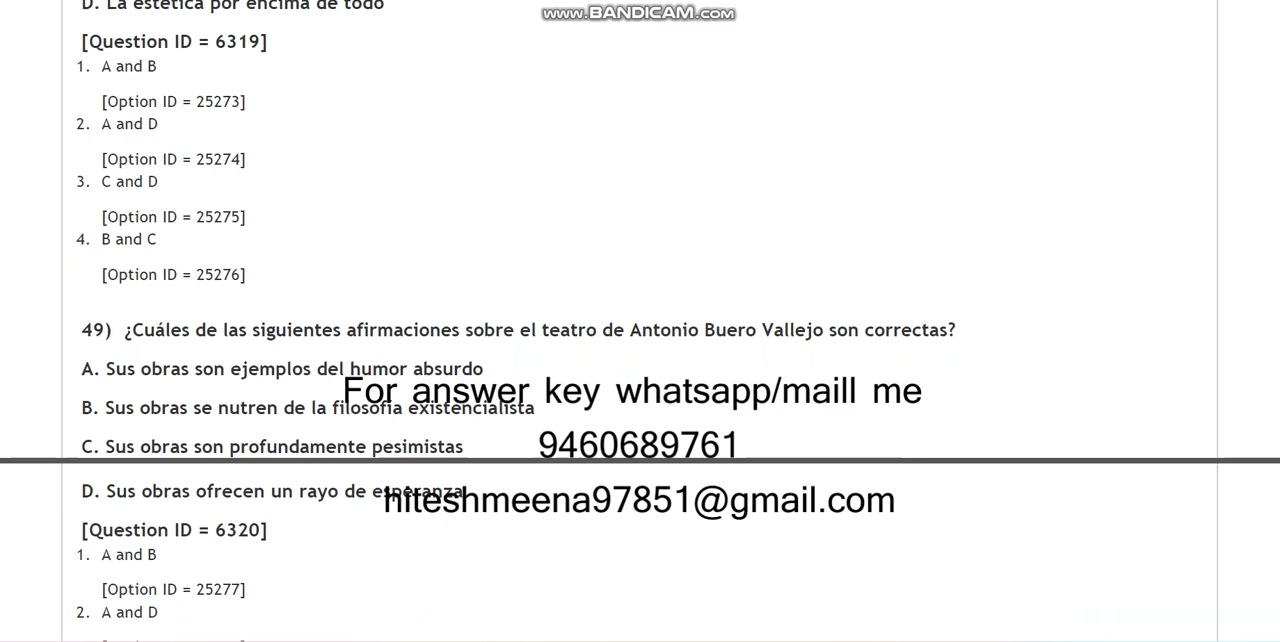 D. La estética por encima de todo
www.BANDICAM.com
[Question ID = 6319]
1. A and B
[Option ID = 25273]
2. A and D
[Option ID = 25274]
3. C and D
[Option ID = 25275]
4. B and C
[Option ID = 25276]
49) ¿Cuáles de las siguientes afirmaciones sobre el teatro de Antonio Buero Vallejo son correctas?
A. Sus obras son ejemplos del humor absurdo
For answer key whatsapp/maill me
B. Sus obras se nutren de la filosofía existencialista
C. Sus obras son profundamente pesimistas
9460689761
D. Sus obras ofrecen un rayo de esperanza
hiteshmeena97851@gmail.com
[Question ID = 6320]
1. A and B
[Option ID = 25277]
2. A and D